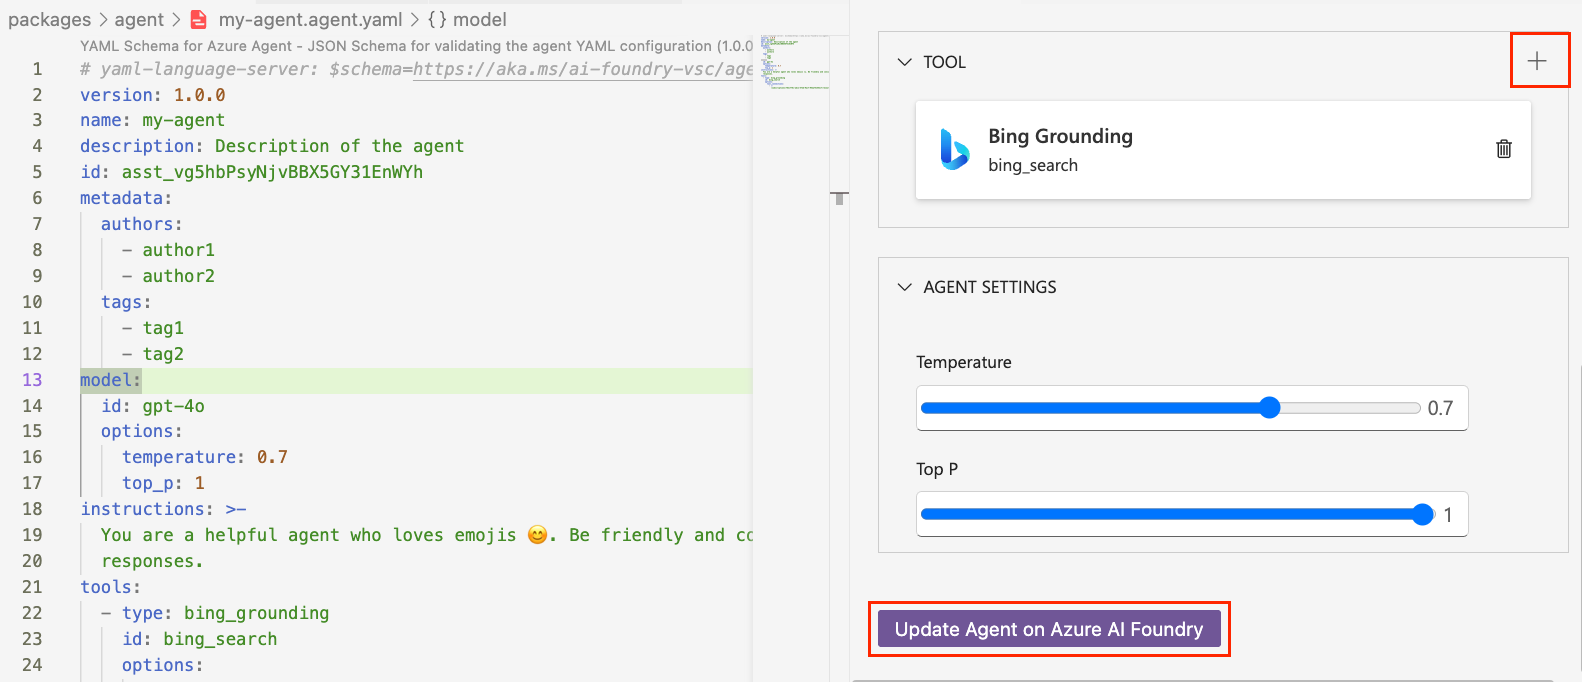 packages > agent > my-agent.agent.yaml > {} model
YAML Schema for Azure Agent - JSON Schema for validating the agent YAML configuration (1.0.0
1 # yaml-language-server: $schema=https://aka.ms/ai-foundry-vsc/age
2 version: 1.0.0
3 name: my-agent
4 description: Description of the agent
5 id: asst_vg5hbPsyNjvBBX5GY31EnWYh
6 metadata:
7 authors:
8 - author1
9 - author2
10 tags:
11 - tag1
12 - tag2
13 model:
14 id: gpt-4o
15 options:
16 temperature: 0.7
17 top_p: 1
18 instructions: >-
19 You are a helpful agent who loves emojis 😊. Be friendly and co
20 responses.
21 tools:
22 - type: bing_grounding
23 id: bing_search
24 options:
TOOL
Bing Grounding
bing_search
AGENT SETTINGS
Temperature
0.7
Top P
1
Update Agent on Azure AI Foundry